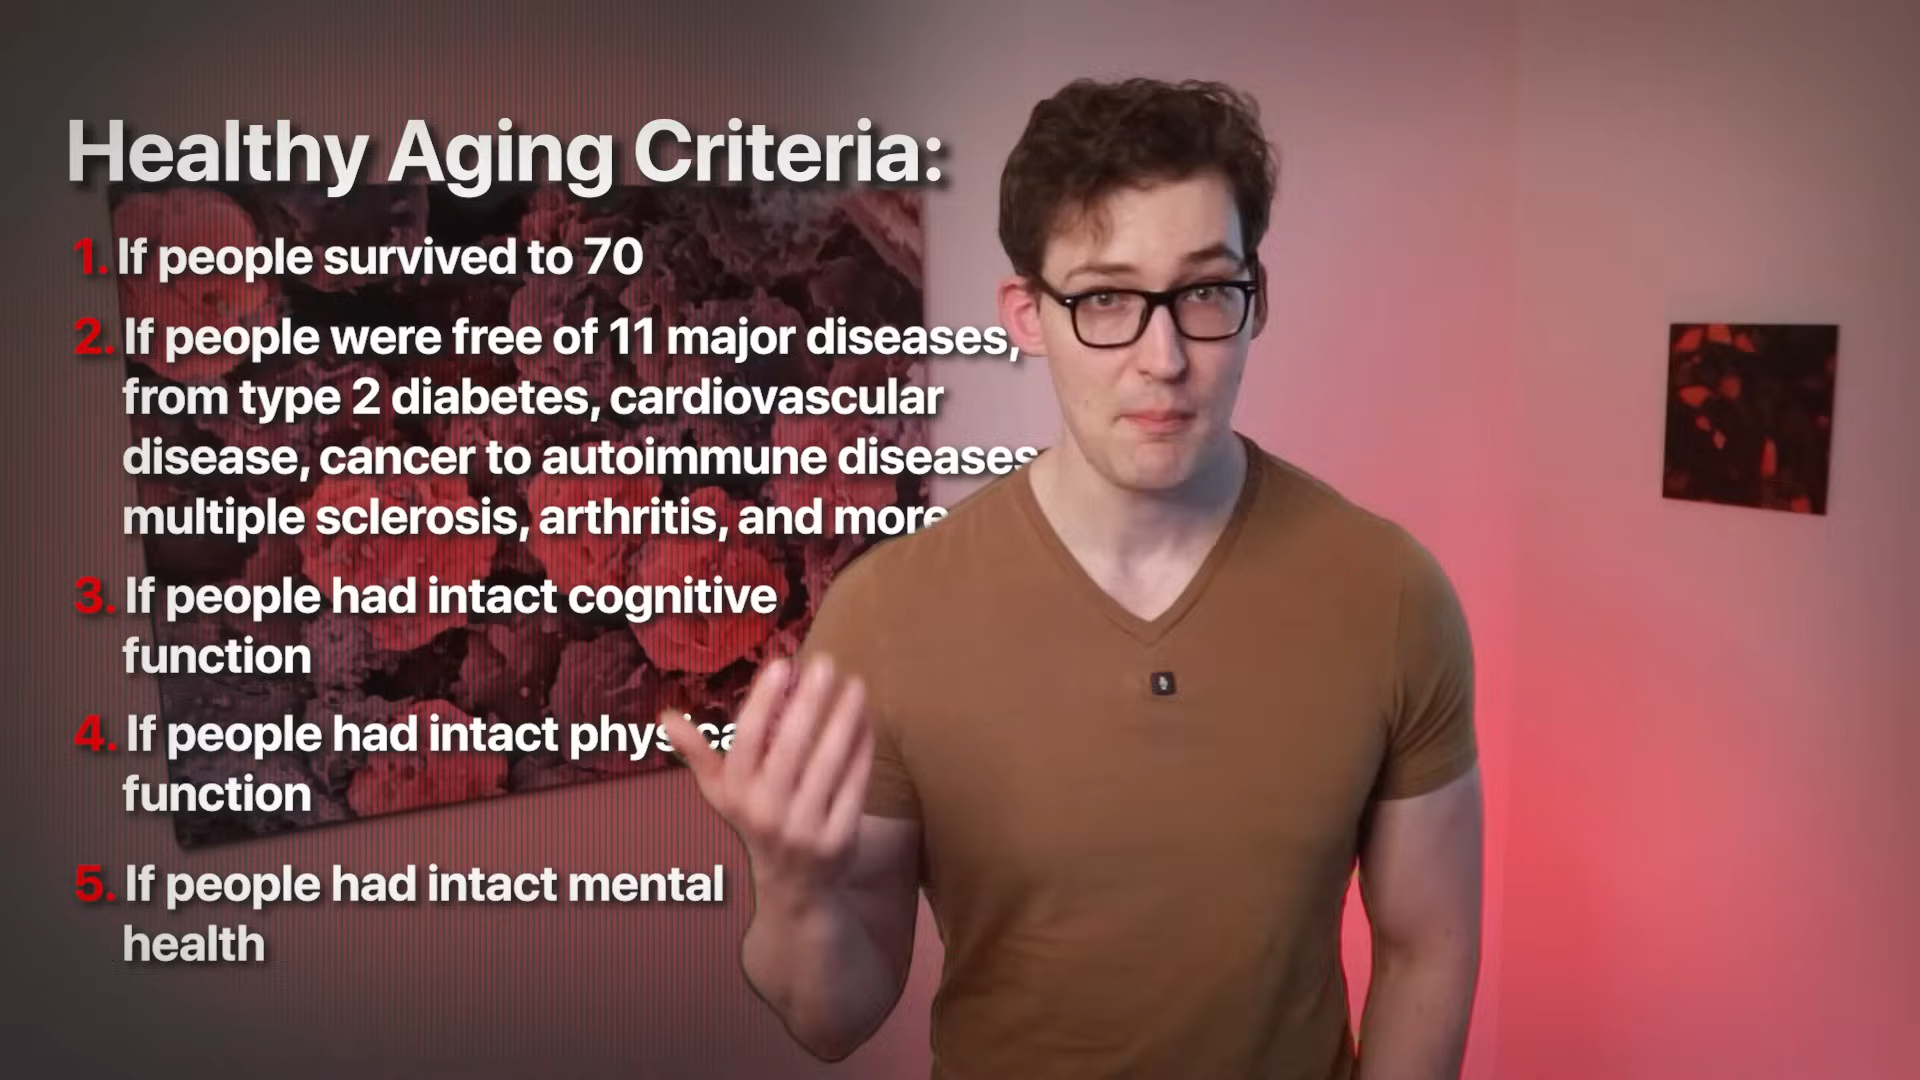 Healthy Aging Criteria:
1. If people survived to 70
2. If people were free of 11 major diseases,
from type 2 diabetes, cardiovascular
disease, cancer to autoimmune diseases
multiple sclerosis, arthritis, and more
3. If people had intact cognitive
function
4. If people had intact
function
5. If people had intact mental
health